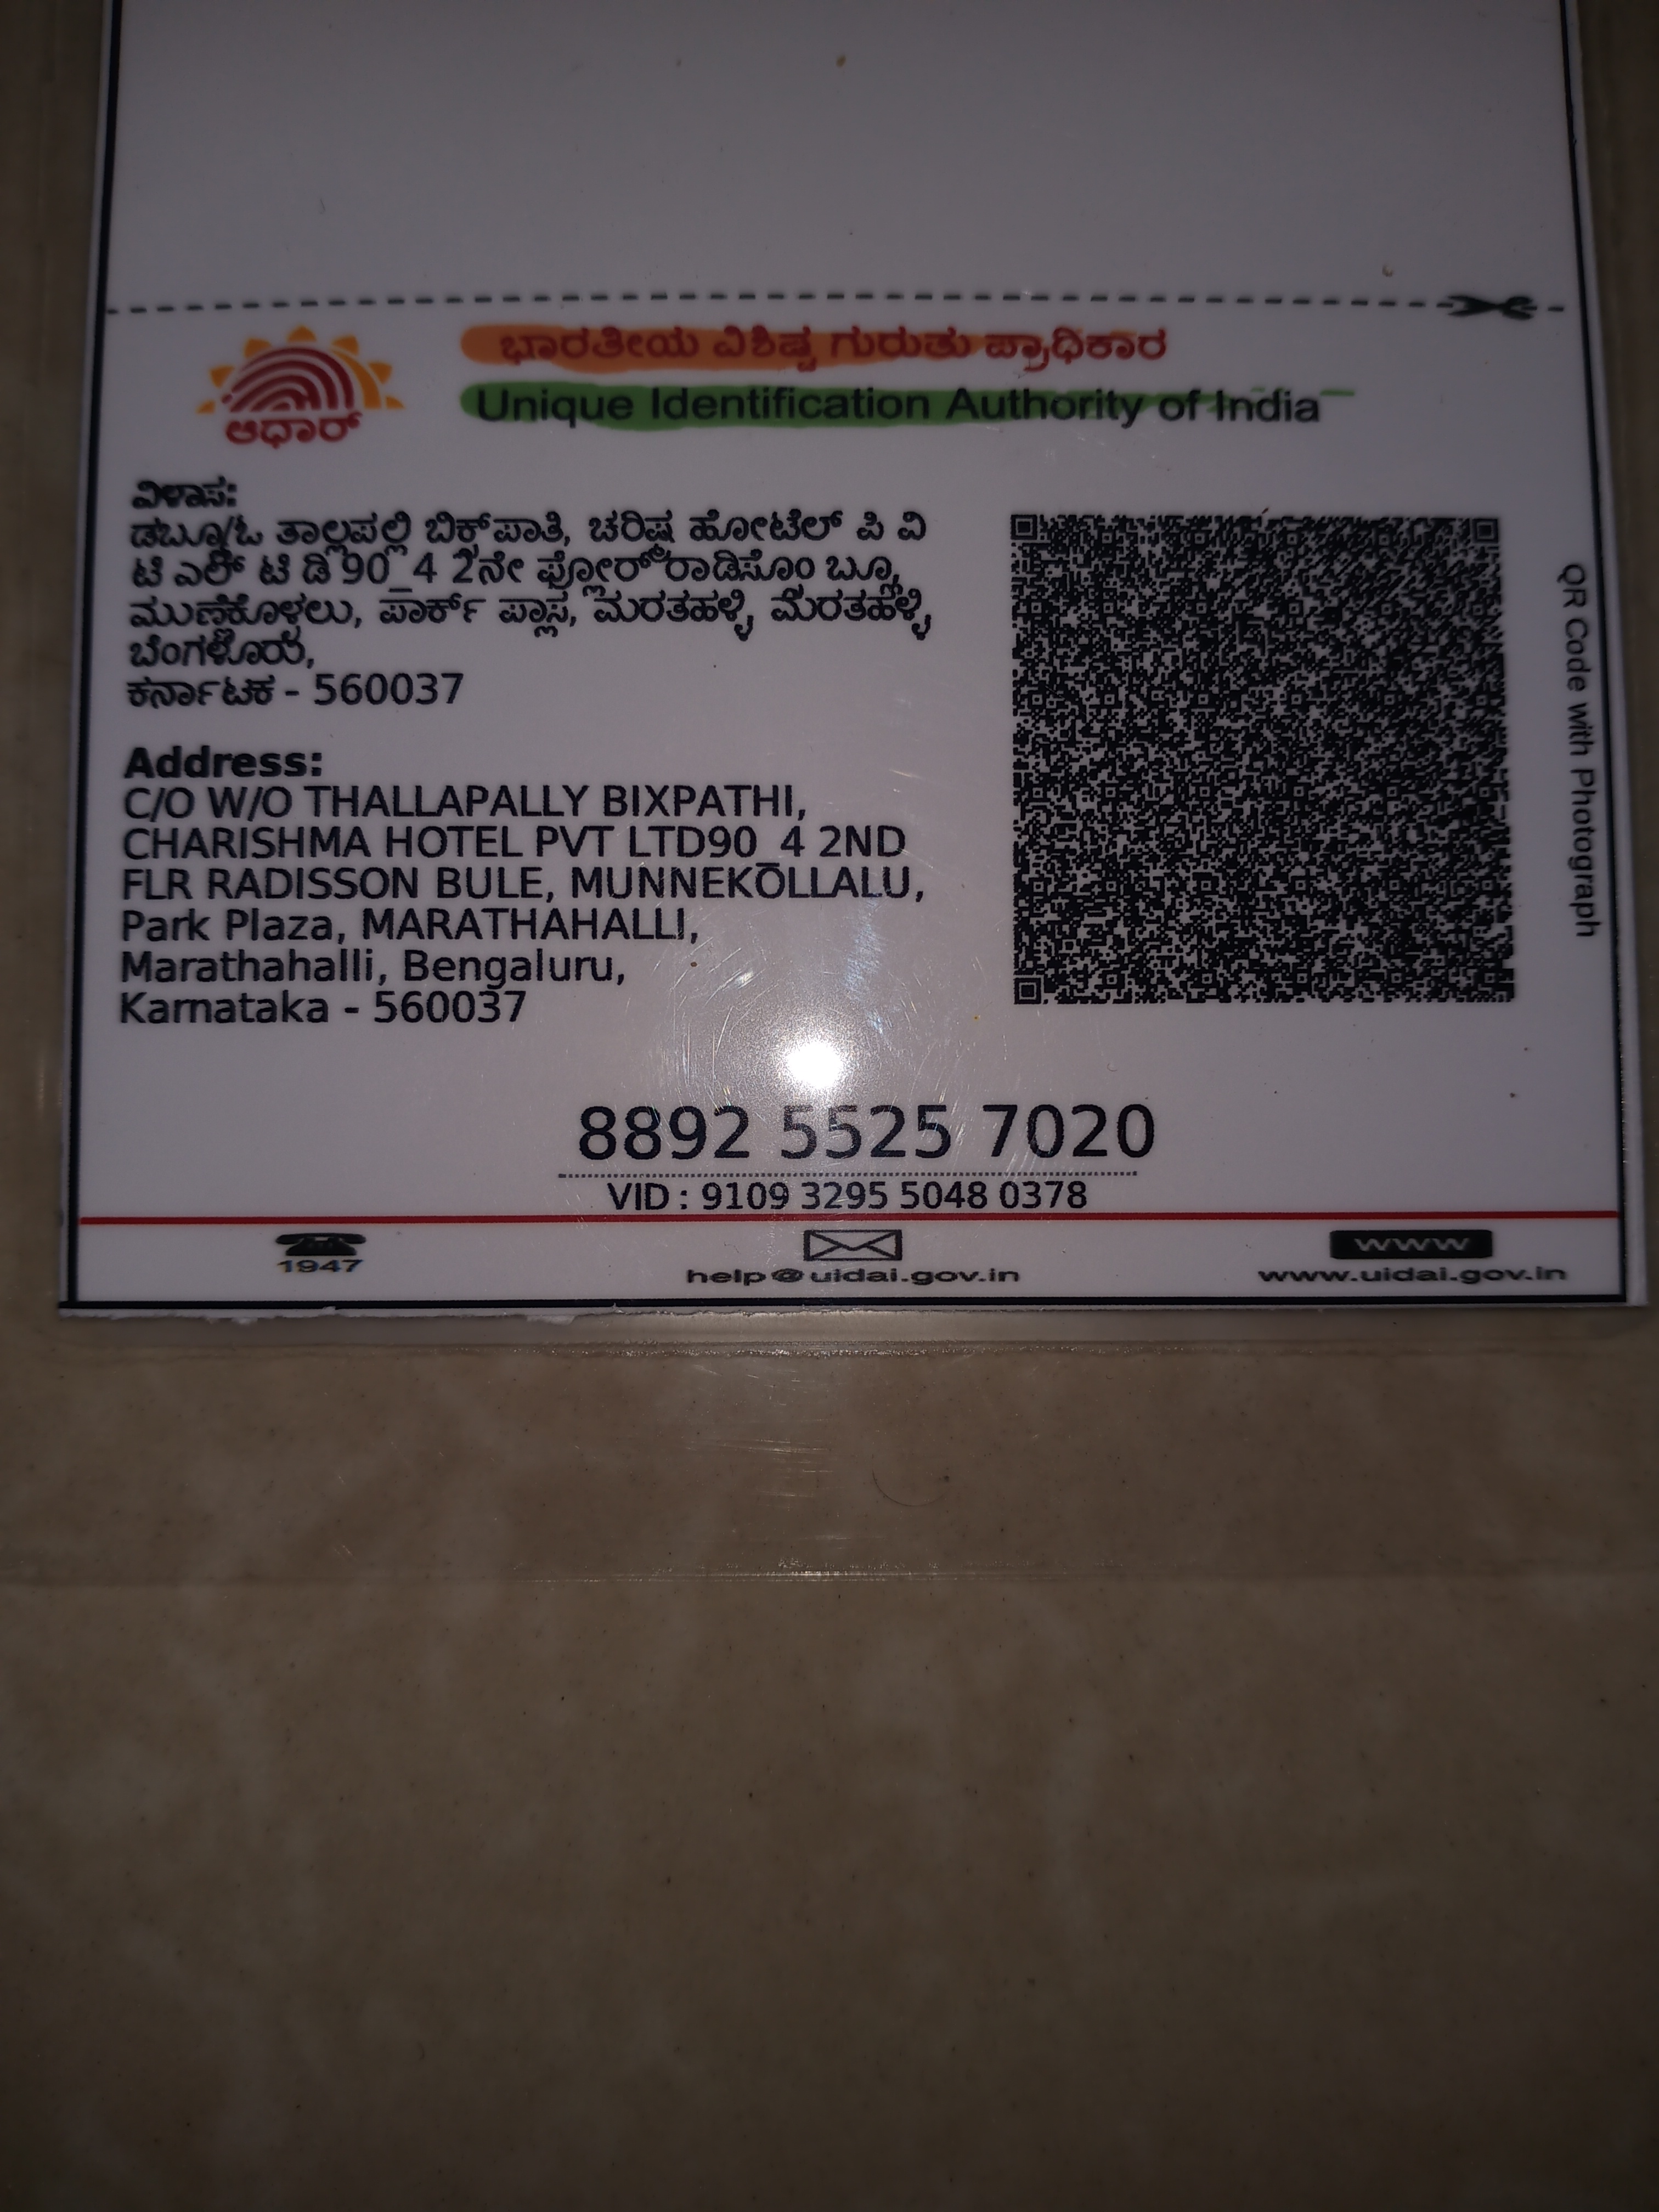 ಭಾರತೀಯ ವಿಶಿಷ್ಟ ಗುರುತು ಪ್ರಾಧಿಕಾರ
Unique Identification Authority of India
ಆಧಾರ್
ವಿಳಾಸ:
ಡಬ್ಲೂ/ಓ ತಾಲ್ಲಪಲ್ಲಿ ಬಿಕ್ಷ್‌ಪಾತಿ, ಚರಿಷ್ಮ ಹೋಟೆಲ್ ಪಿ ವಿ
ಟಿ ಎಲ್ ಟಿ ಡಿ 90_4 2ನೇ ಫ್ಲೋರ್ ರಾಡಿಸೊಂ ಬ್ಲೂ,
ಮುಣ್ಣೆಕೊಳ್ಳಲು, ಪಾರ್ಕ್ ಪ್ಲಾಸ, ಮರತಹಳ್ಳಿ, ಮರತಹಳ್ಳಿ,
ಬೆಂಗಳೂರು,
ಕರ್ನಾಟಕ - 560037
Address:
C/O W/O THALLAPALLY BIXPATHI,
CHARISHMA HOTEL PVT LTD90_4 2ND
FLR RADISSON BULE, MUNNEKOLLALU,
Park Plaza, MARATHAHALLI,
Marathahalli, Bengaluru,
Karnataka - 560037
QR Code with Photograph
8892 5525 7020
VID : 9109 3295 5048 0378
1947
help@uidai.gov.in
www
www.uidai.gov.in